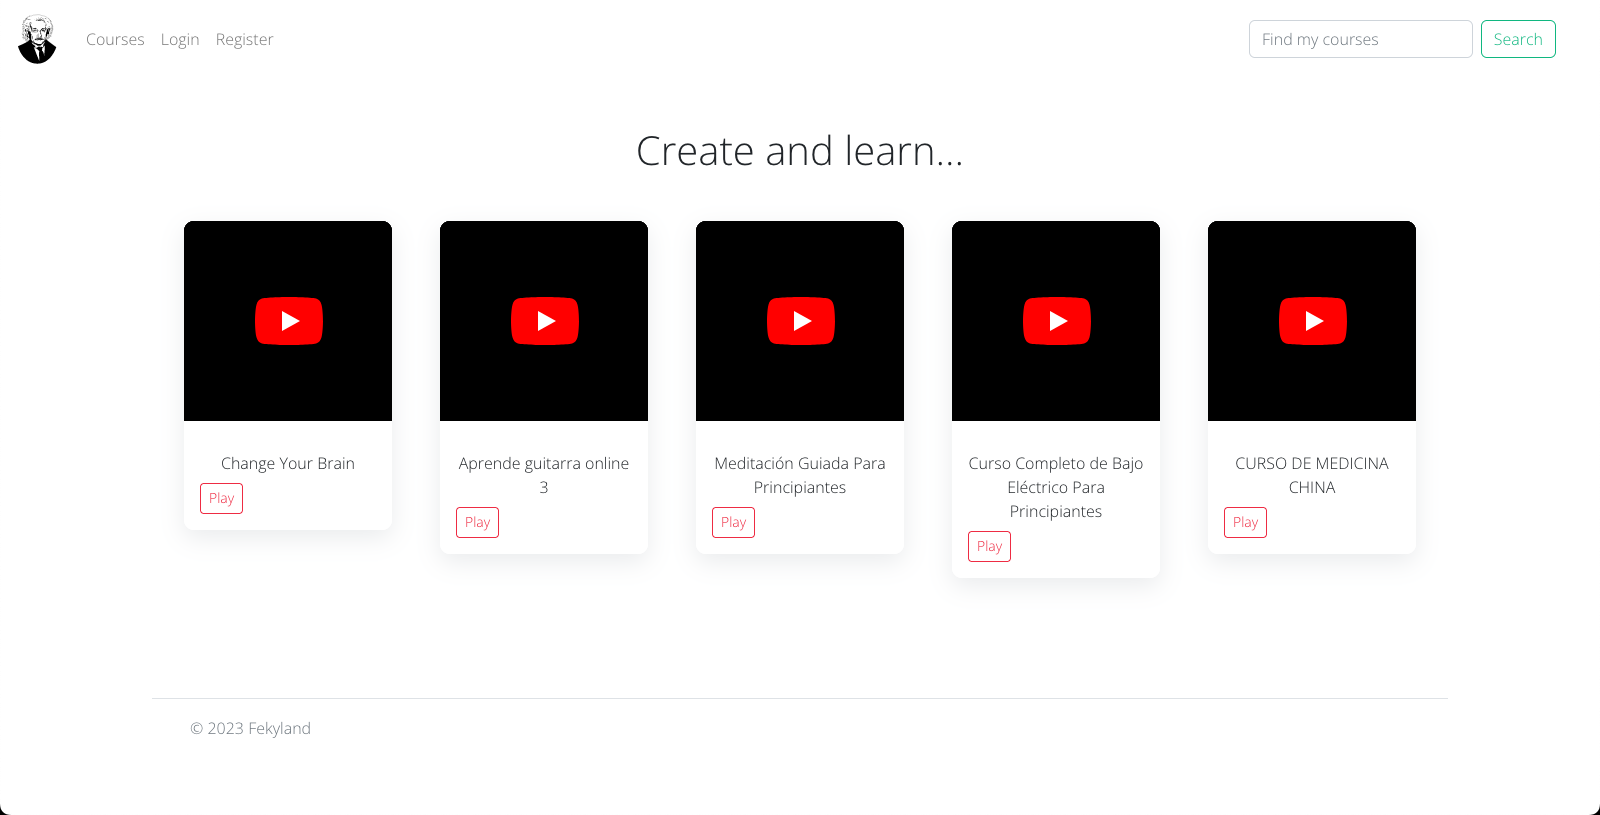 Courses Login Register
Find my courses Search
Create and learn...
Change Your Brain
Play
Aprende guitarra online
3
Play
Meditación Guiada Para
Principiantes
Play
Curso Completo de Bajo
Eléctrico Para
Principiantes
Play
CURSO DE MEDICINA
CHINA
Play
© 2023 Fekyland